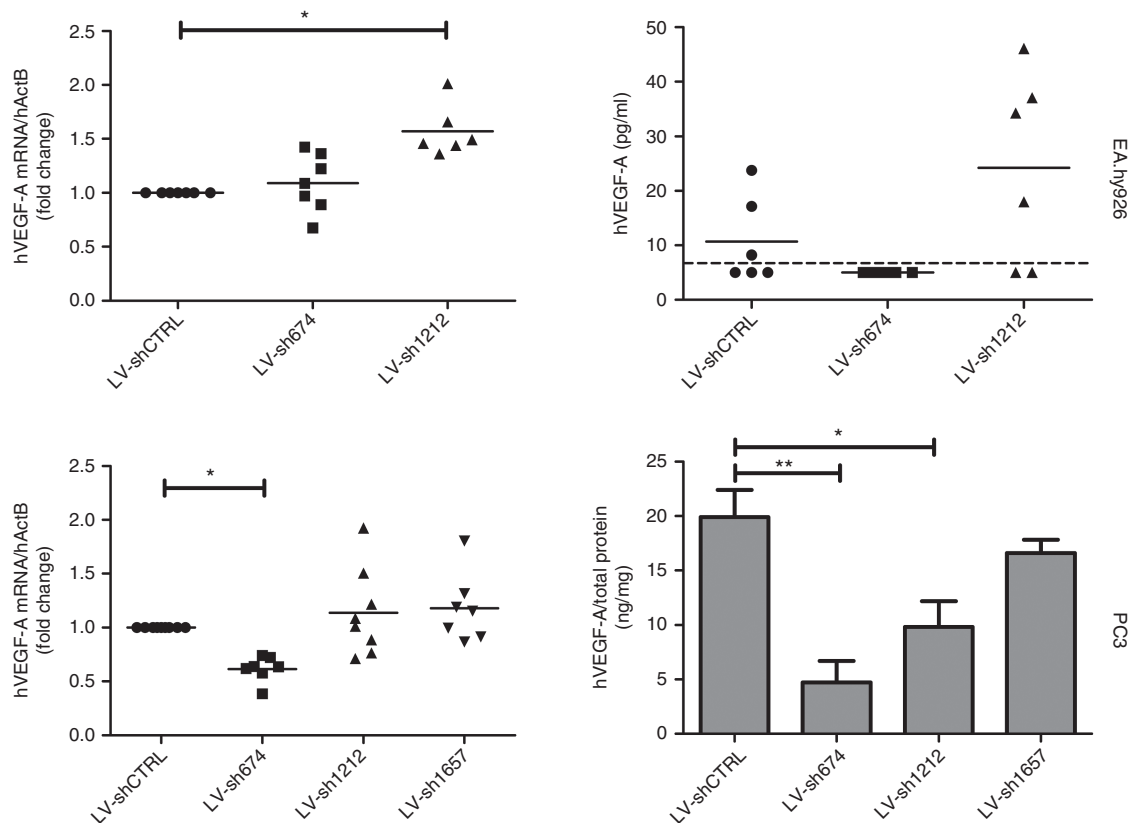 *
2.5
2.0
1.5
1.0
0.5
0.0
hVEGF-A mRNA/hActB
(fold change)
LV-shCTRL
LV-sh674
LV-sh1212
50
40
30
20
10
0
hVEGF-A (pg/ml)
LV-shCTRL
LV-sh674
LV-sh1212
EA.hy926
*
2.5
2.0
1.5
1.0
0.5
0.0
hVEGF-A mRNA/hActB
(fold change)
LV-shCTRL
LV-sh674
LV-sh1212
LV-sh1657
*
**
25
20
15
10
5
0
hVEGF-A/total protein
(ng/mg)
LV-shCTRL
LV-sh674
LV-sh1212
LV-sh1657
PC3